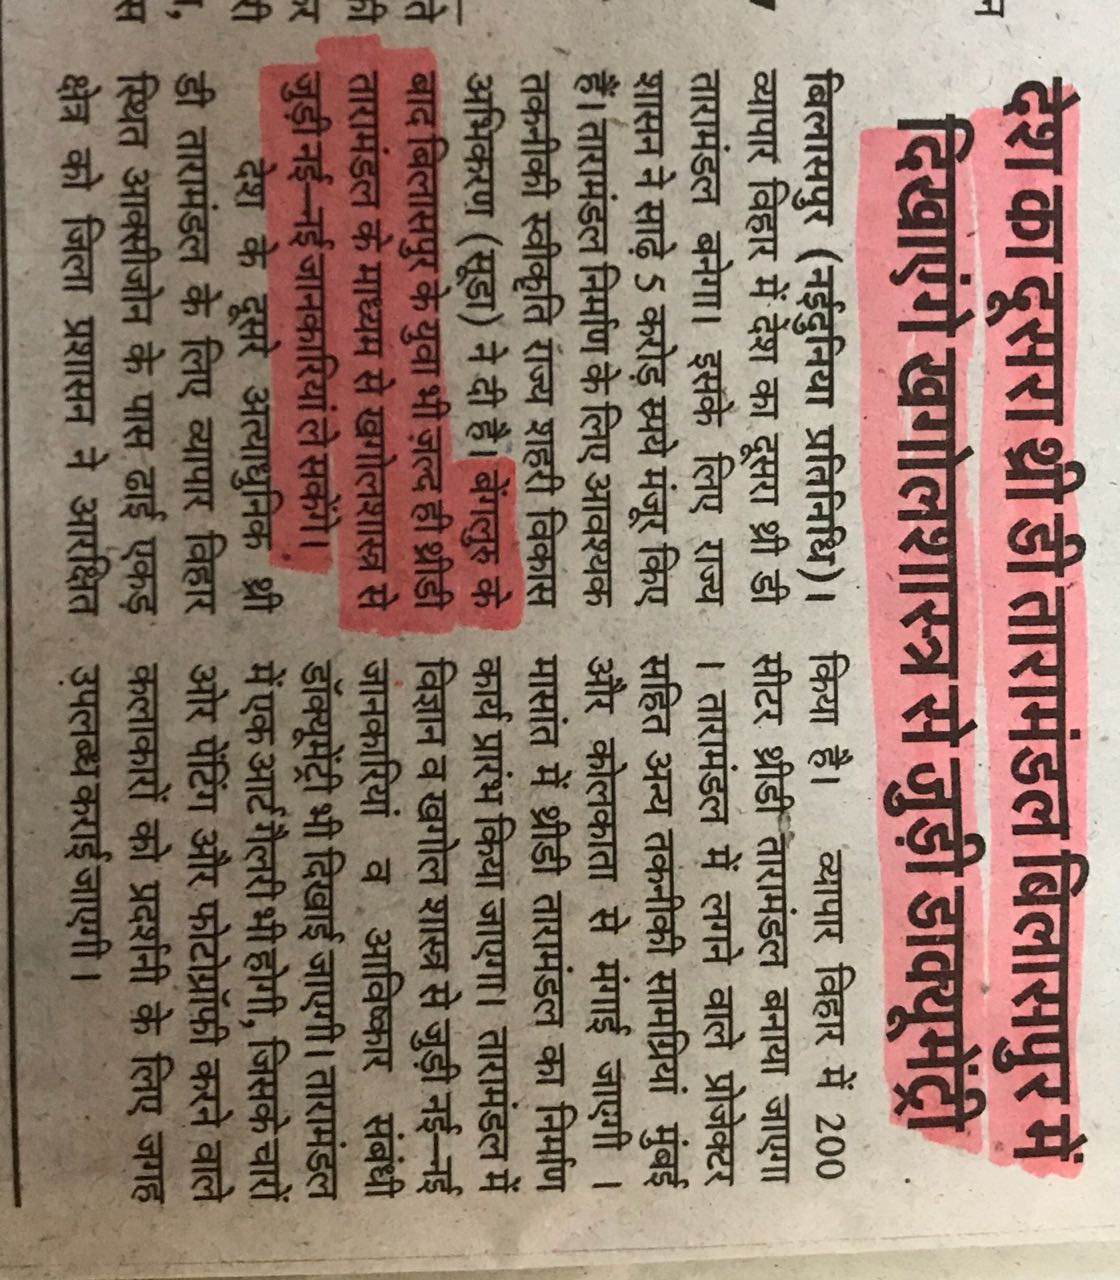 देश का दूसरा थ्री डी तारामंडल बिलासपुर में
दिखाएंगे खगोलशास्त्र से जुड़ी डाक्यूमेंट्री
बिलासपुर (नईदुनिया प्रतिनिधि)।
व्यापार विहार में देश का दूसरा थ्री डी
तारामंडल बनेगा। इसके लिए राज्य
शासन ने साढ़े 5 करोड़ रूपये मंजूर किए
हैं। तारामंडल निर्माण के लिए आवश्यक
तकनीकी स्वीकृति राज्य शहरी विकास
अभिकरण (सूडा) ने दी है। बेंगलुरु के
बाद बिलासपुर के युवा भी जल्द ही थ्रीडी
तारामंडल के माध्यम से खगोलशास्त्र से
जुड़ी नई-नई जानकारियां ले सकेंगे।
देश के दूसरे अत्याधुनिक थ्री
डी तारामंडल के लिए व्यापार विहार
स्थित आक्सीजोन के पास ढाई एकड़
क्षेत्र को जिला प्रशासन ने आरक्षित
किया है। व्यापार विहार में 200
सीटर थ्रीडी तारामंडल बनाया जाएगा
। तारामंडल में लगने वाले प्रोजेक्टर
सहित अन्य तकनीकी सामग्रियां मुंबई
और कोलकाता से मंगाई जाएगी ।
मासांत में थ्रीडी तारामंडल का निर्माण
कार्य प्रारंभ किया जाएगा। तारामंडल में
विज्ञान व खगोल शास्त्र से जुड़ी नई-नई
जानकारियां व आविष्कार संबंधी
डॉक्यूमेंट्री भी दिखाई जाएगी। तारामंडल
में एक आर्ट गैलरी भी होगी, जिसके चारों
ओर पेंटिंग और फोटोग्रॉफी करने वाले
कलाकारों को प्रदर्शनी के लिए जगह
उपलब्ध कराई जाएगी।